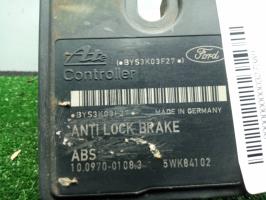 Ate (•BYS3K03F27•) Ford
Controller
•BYS3K03F27• MADE IN GERMANY
ANTI LOCK BRAKE
ABS
10.0970-0108.3 5WK84102